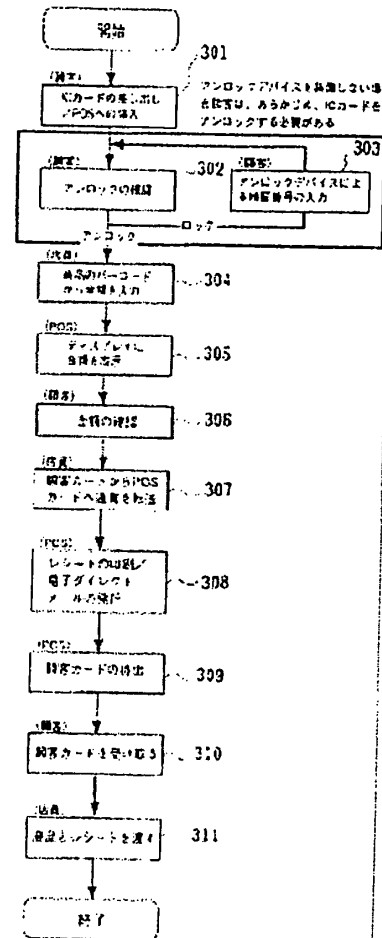 開始
301
(顧客)
ICカードの差し出し
POSへの挿入
アンロックデバイスを装備しない場
合顧客は、あらかじめ、ICカードを
アンロックする必要がある
303
(顧客)
アンロックの確認
302
(顧客)
アンロックデバイスによ
る暗証番号の入力
ロック
アンロック
(店員)
商品のバーコード
から金額を入力
304
(POS)
ディスプレイに
金額を表示
305
(顧客)
金額の確認
306
(店員)
顧客カードからPOS
カードへ通貨を転送
307
(POS)
レシートの印刷
電子ダイレクト
メールの発行
308
(POS)
顧客カードの排出
309
(顧客)
顧客カードを受け取る
310
(店員)
商品とレシートを渡す
311
終了